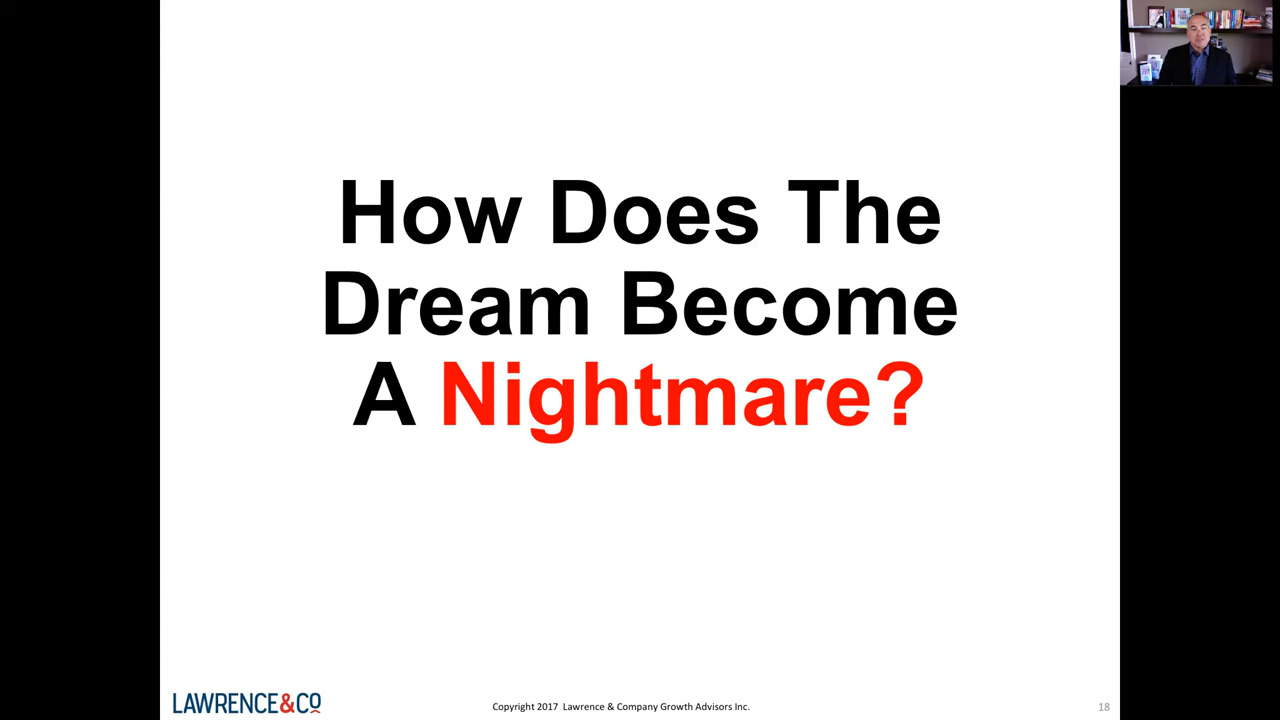 How Does The
Dream Become
A Nightmare?
LAWRENCE&CO
Copyright 2017 Lawrence & Company Growth Advisors Inc.
18